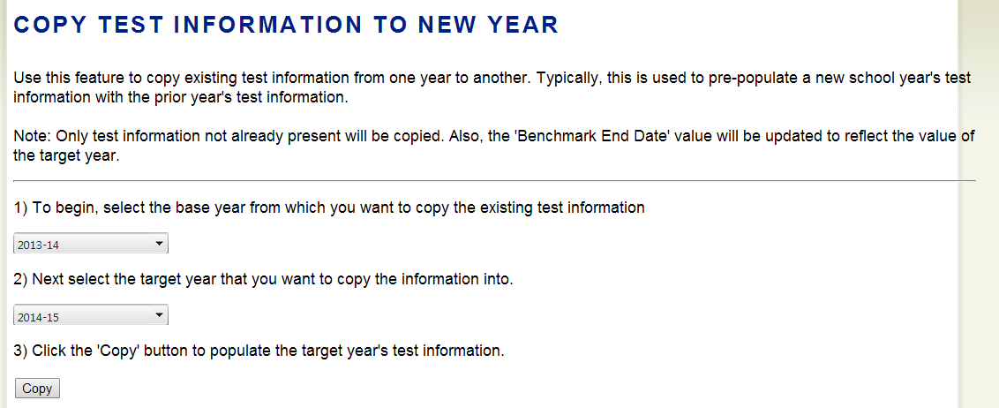 COPY TEST INFORMATION TO NEW YEAR
Use this feature to copy existing test information from one year to another. Typically, this is used to pre-populate a new school year's test
information with the prior year's test information.
Note: Only test information not already present will be copied. Also, the 'Benchmark End Date' value will be updated to reflect the value of
the target year.
1) To begin, select the base year from which you want to copy the existing test information
2013-14
2) Next select the target year that you want to copy the information into.
2014-15
3) Click the 'Copy' button to populate the target year's test information.
Copy